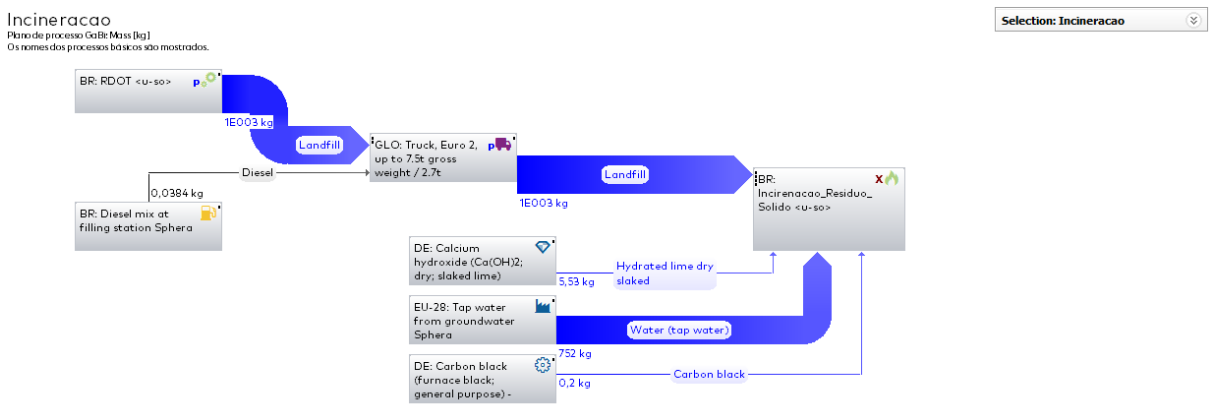 Incineracao
Plano de processo GaBi: Mass [kg]
Os nomes dos processos básicos são mostrados.
Selection: Incineracao
BR: RDOT <u-so>
p
1E003 kg
Landfill
GLO: Truck, Euro 2,
up to 7.5t gross
weight / 2.7t
p
Diesel
0,0384 kg
BR: Diesel mix at
filling station Sphera
Landfill
1E003 kg
BR:
Incirenacao_Residuo_
Solido <u-so>
X
DE: Calcium
hydroxide (Ca(OH)2;
dry; slaked lime)
Hydrated lime dry
slaked
5,53 kg
EU-28: Tap water
from groundwater
Sphera
Water (tap water)
752 kg
DE: Carbon black
(furnace black;
general purpose) -
Carbon black
0,2 kg